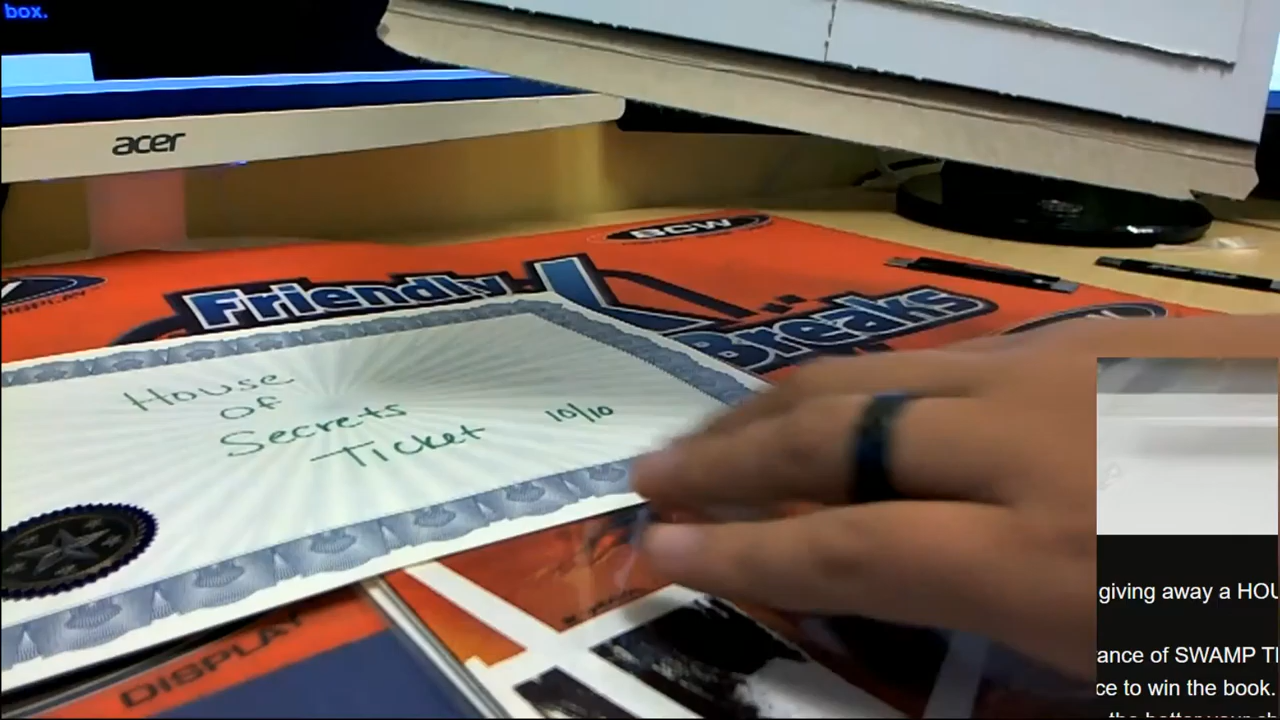 box.
acer
BCW
DISPLAY
Friendly
Breaks
House
of
Secrets
Ticket
10/10
DISPLAY
giving away a HOU
ance of SWAMP T
ce to win the book.